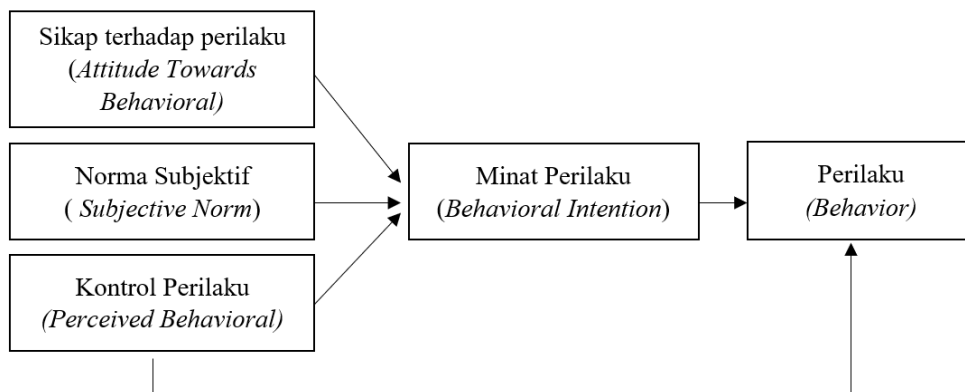 Sikap terhadap perilaku
(Attitude Towards
Behavioral)
Norma Subjektif
( Subjective Norm)
Kontrol Perilaku
(Perceived Behavioral)
Minat Perilaku
(Behavioral Intention)
Perilaku
(Behavior)